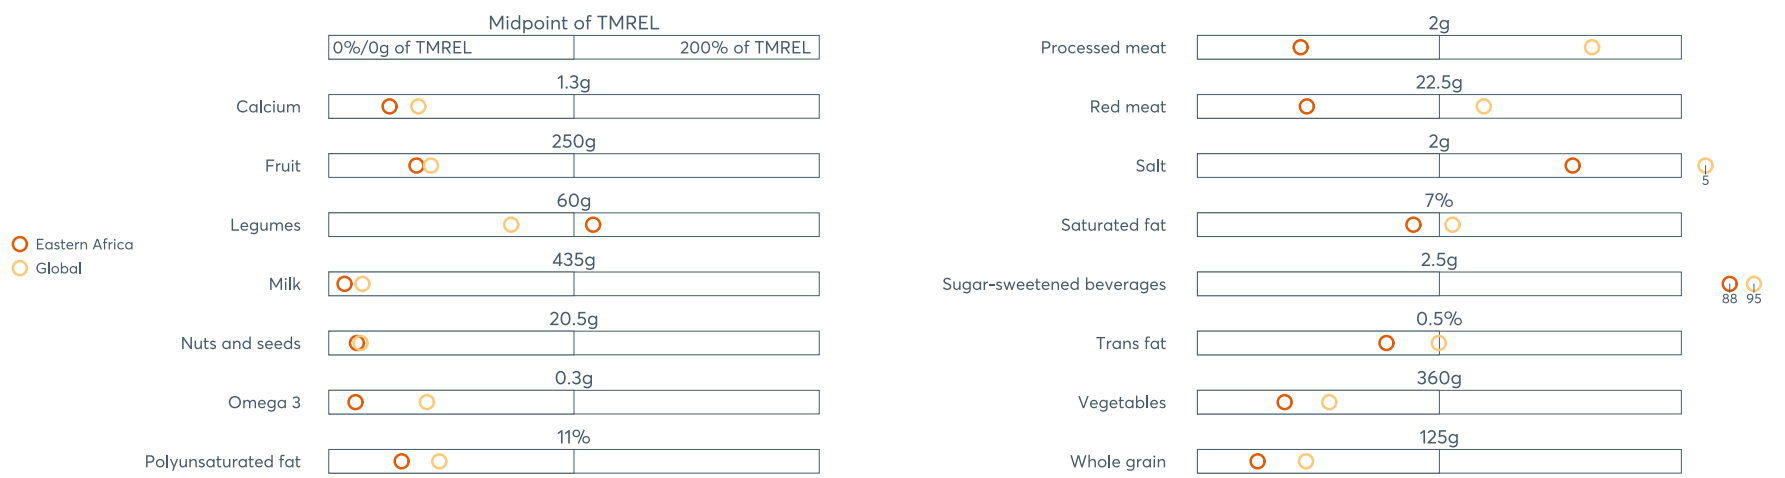 Midpoint of TMREL
0%/0g of TMREL 200% of TMREL
1.3g
Calcium
250g
Fruit
60g
Legumes
435g
Milk
20.5g
Nuts and seeds
0.3g
Omega 3
11%
Polyunsaturated fat
Eastern Africa
Global
2g
Processed meat
22.5g
Red meat
2g
Salt
5
7%
Saturated fat
2.5g
Sugar-sweetened beverages
88 95
0.5%
Trans fat
360g
Vegetables
125g
Whole grain